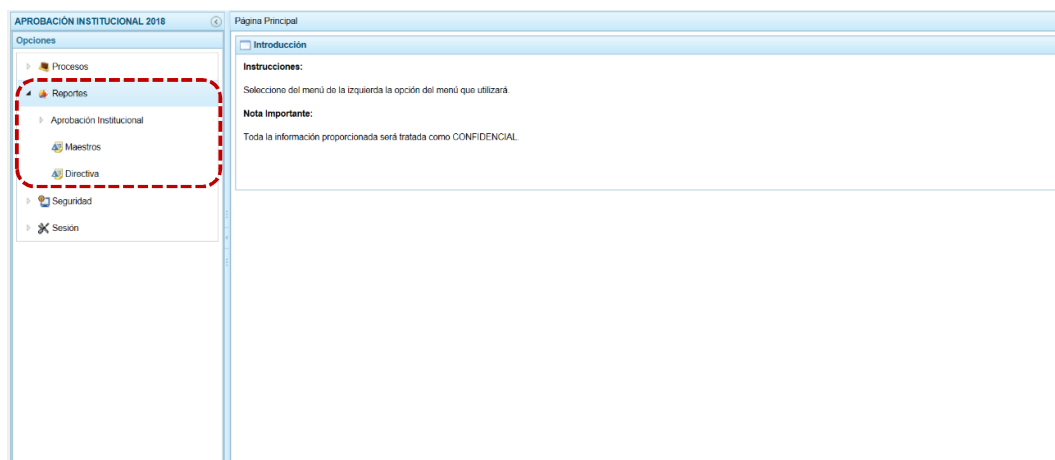 APROBACIÓN INSTITUCIONAL 2018
Opciones
Procesos
Reportes
Aprobación Institucional
Maestros
Directiva
Seguridad
Sesión
Página Principal
Introducción
Instrucciones:
Seleccione del menú de la izquierda la opción del menú que utilizará
Nota Importante:
Toda la información proporcionada será tratada como CONFIDENCIAL.